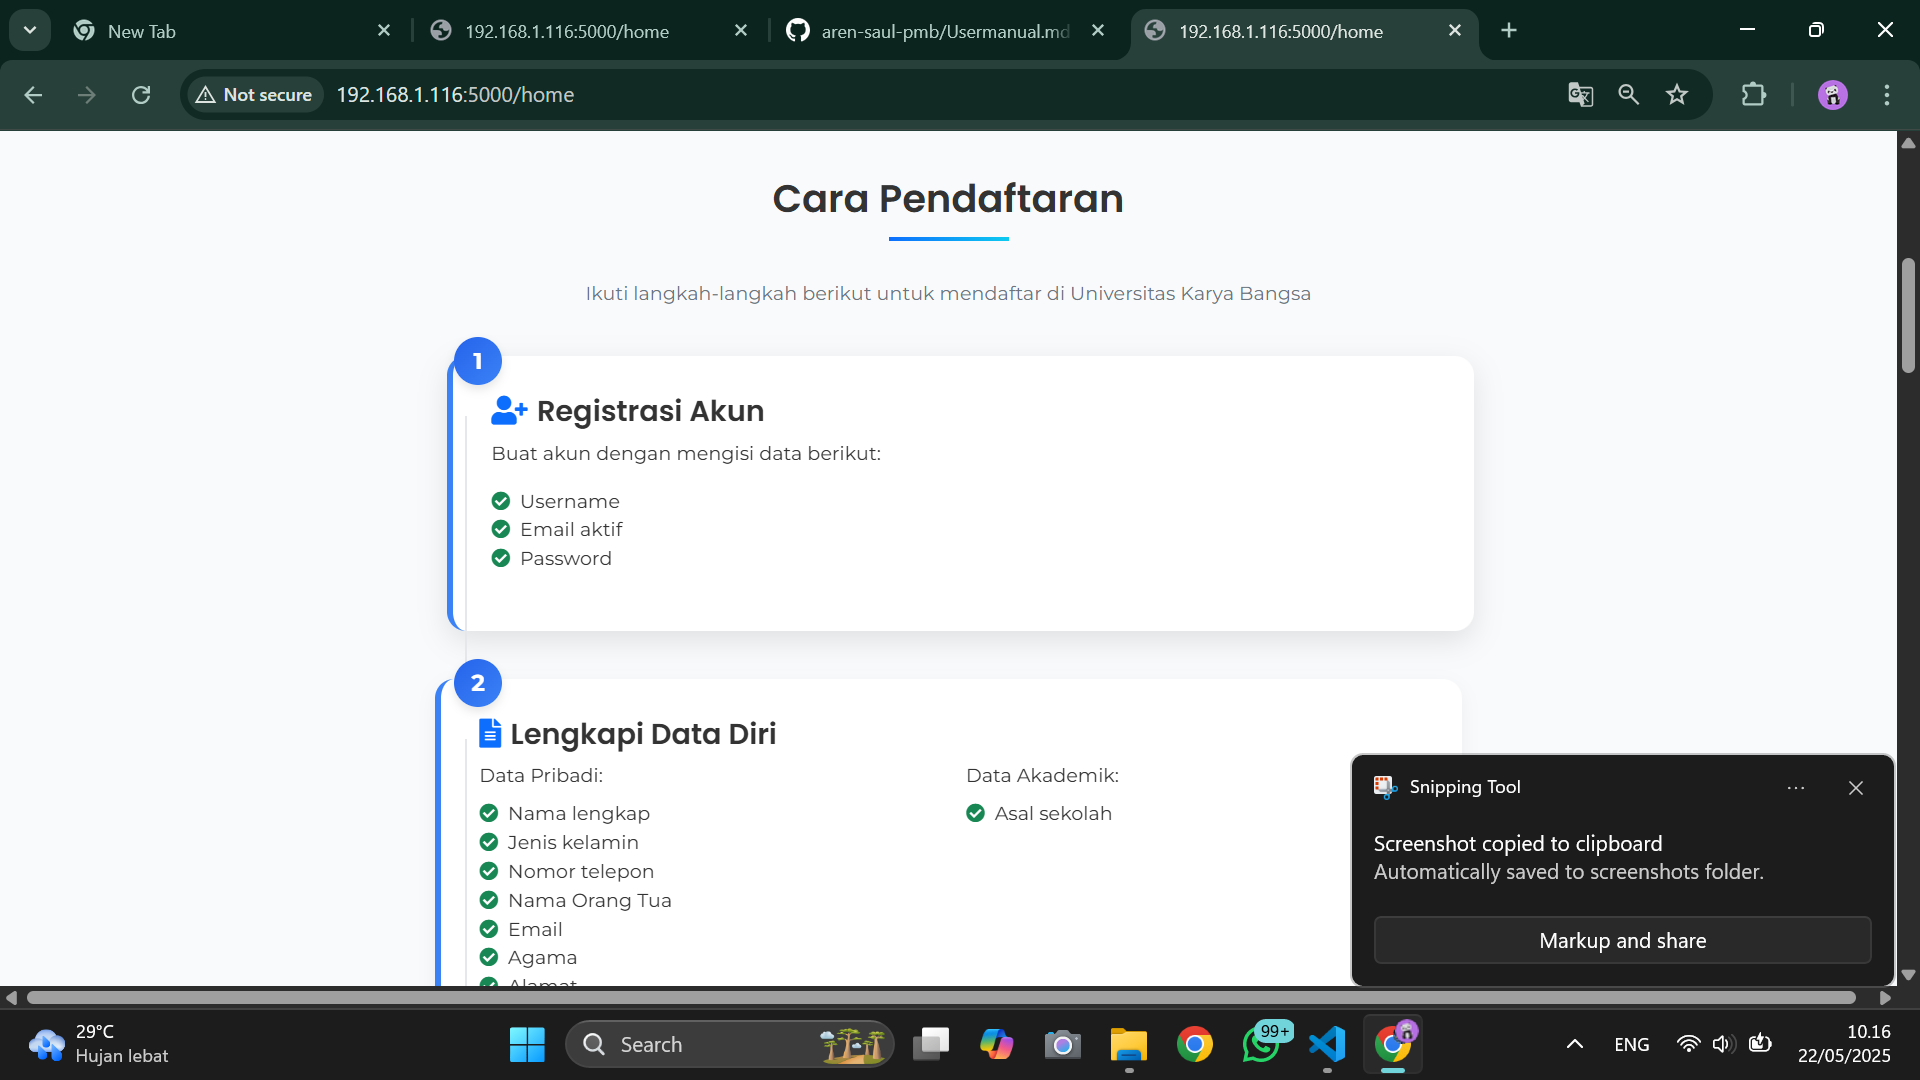 New Tab
192.168.1.116:5000/home
aren-saul-pmb/Usermanual.md
192.168.1.116:5000/home
Not secure
192.168.1.116:5000/home
Cara Pendaftaran
Ikuti langkah-langkah berikut untuk mendaftar di Universitas Karya Bangsa
1
Registrasi Akun
Buat akun dengan mengisi data berikut:
Username
Email aktif
Password
2
Lengkapi Data Diri
Data Pribadi:
Nama lengkap
Jenis kelamin
Nomor telepon
Nama Orang Tua
Email
Agama
Alamat
Data Akademik:
Asal sekolah
Snipping Tool
Screenshot copied to clipboard
Automatically saved to screenshots folder.
Markup and share
29°C
Hujan lebat
Search
99+
ENG
10.16
22/05/2025